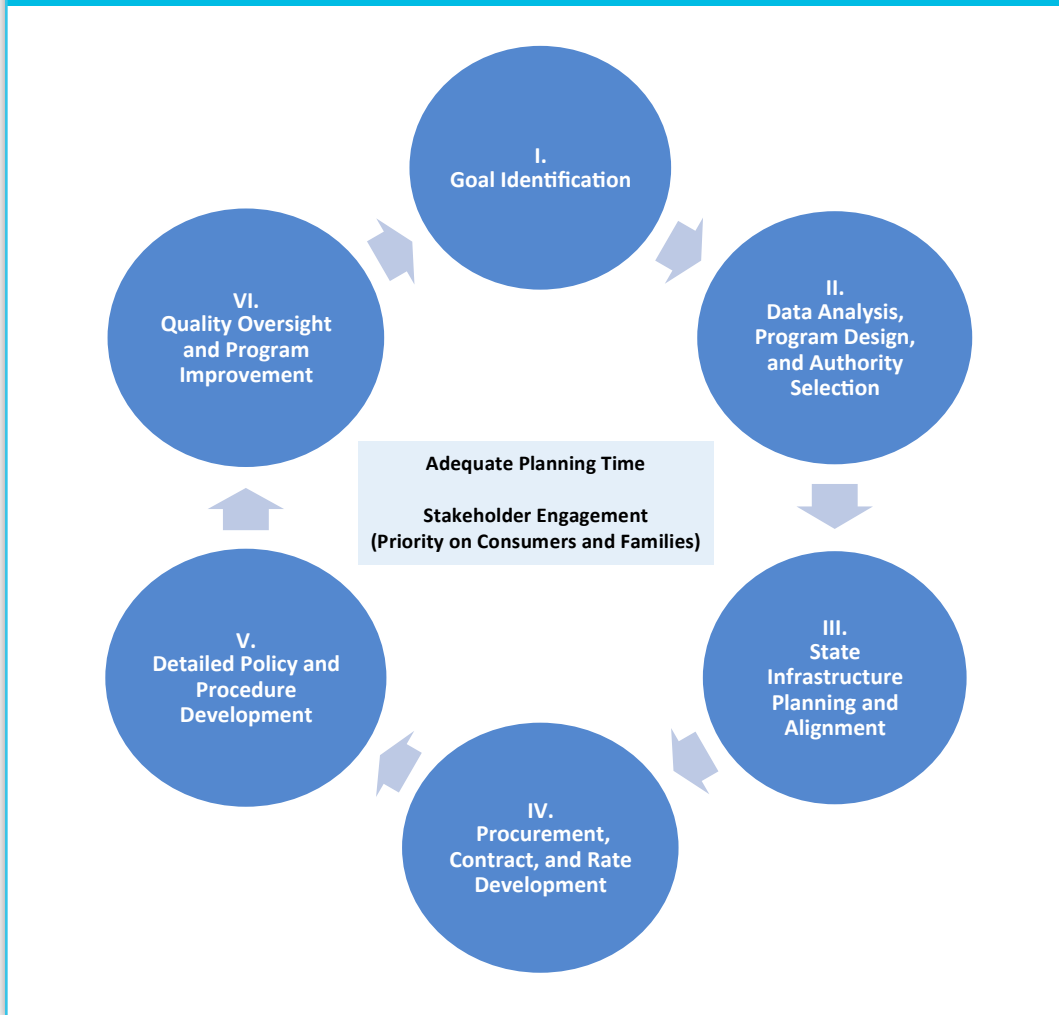 I.
Goal Identification
II.
Data Analysis,
Program Design,
and Authority
Selection
III.
State
Infrastructure
Planning and
Alignment
IV.
Procurement,
Contract, and Rate
Development
V.
Detailed Policy and
Procedure
Development
VI.
Quality Oversight
and Program
Improvement
Adequate Planning Time
Stakeholder Engagement
(Priority on Consumers and Families)